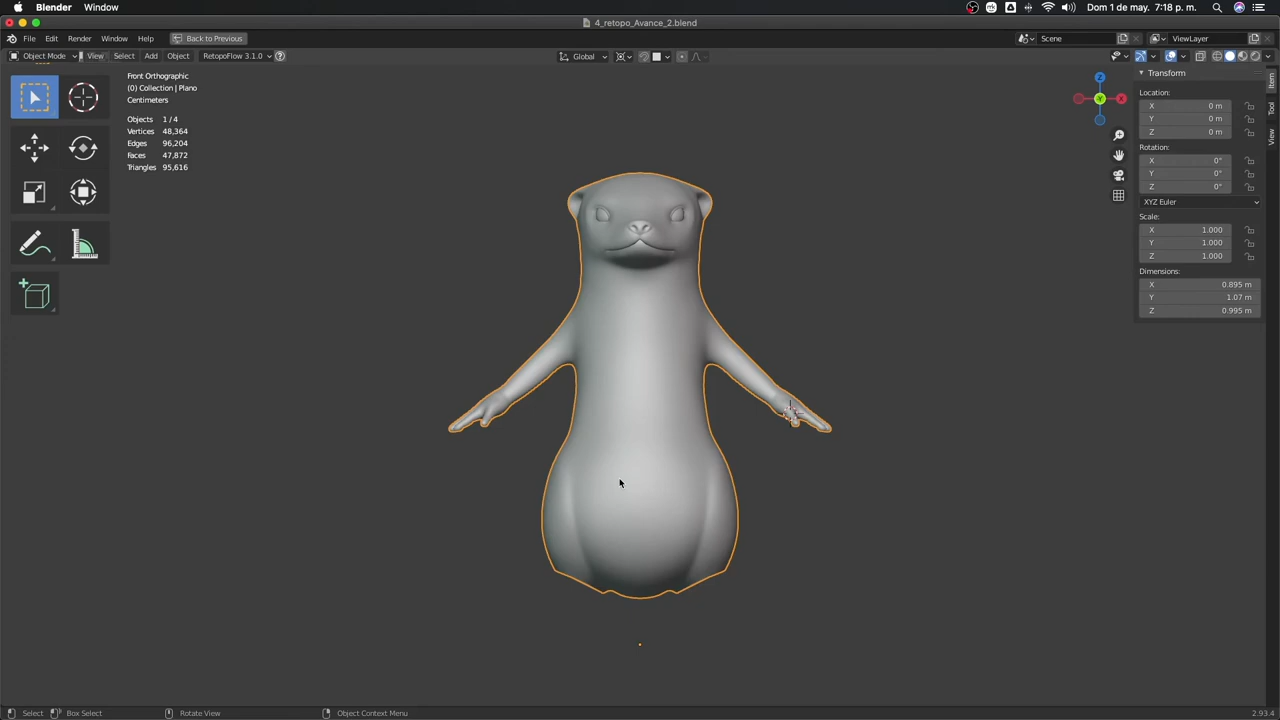 Blender Window Dom 1 de may. 7:18 p. m.
4_retopo_Avance_2.blend
File Edit Render Window Help Back to Previous Scene ViewLayer
Object Mode View Select Add Object RetopoFlow 3.1.0 Global
Front Orthographic
(0) Collection | Plano
Centimeters
Objects 1 / 4
Vertices 48,364
Edges 96,204
Faces 47,872
Triangles 95,616
Z
Y
X
Transform
Location:
X 0 m
Y 0 m
Z 0 m
Rotation:
X 0°
Y 0°
Z 0°
XYZ Euler
Scale:
X 1.000
Y 1.000
Z 1.000
Dimensions:
X 0.895 m
Y 1.07 m
Z 0.995 m
Item
Tool
View
Select Box Select Rotate View Object Context Menu 2.93.4